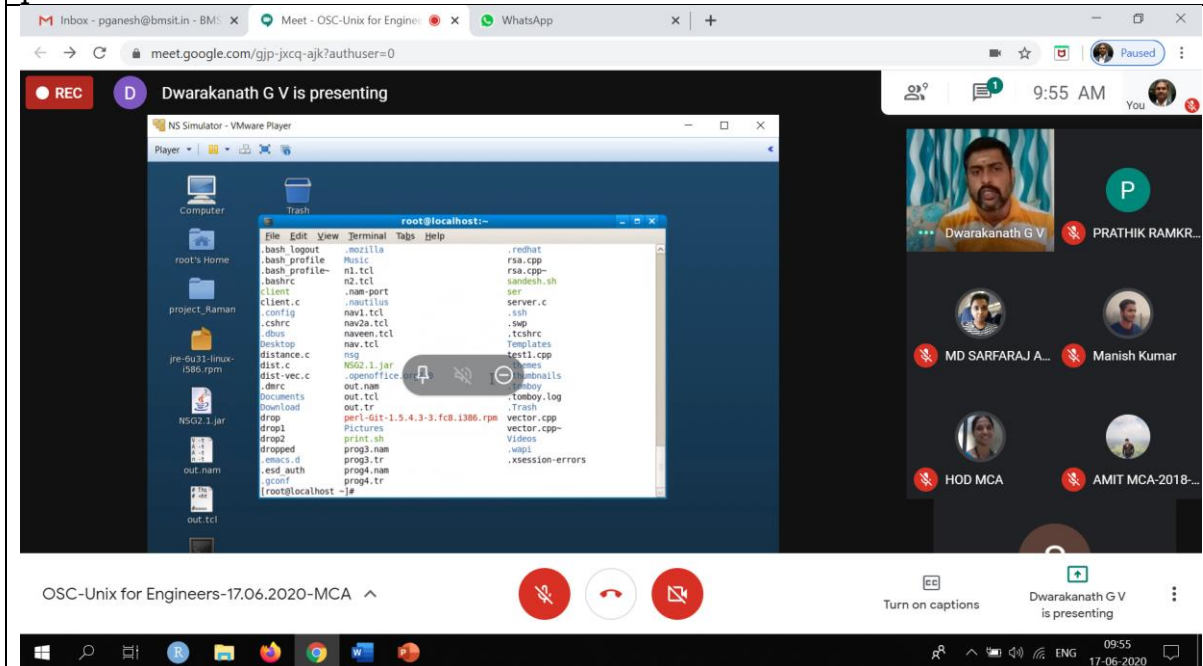 Inbox - pganesh@bmsit.in - BMS
Meet - OSC-Unix for Engine
WhatsApp
meet.google.com/gjp-jxcq-ajk?authuser=0
Paused
REC
D
Dwarakanath G V is presenting
9
1
9:55 AM
You
NS Simulator - VMware Player
Player
Computer
Trash
root's Home
project_Raman
jre-6u31-linux-
i586.rpm
NSG2.1.jar
out.nam
out.tcl
root@localhost:~
File Edit View Terminal Tabs Help
.bash_logout .mozilla .redhat
.bash_profile Music rsa.cpp
.bash_profile~ n1.tcl rsa.cpp~
.bashrc n2.tcl sandesh.sh
client .nam-port ser
client.c .nautilus server.c
.config nav1.tcl .ssh
.cshrc nav2a.tcl .swp
.dbus naveen.tcl .tcshrc
Desktop nav.tcl Templates
distance.c nsg test1.cpp
dist.c NSG2.1.jar
dist-vec.c
.dmrc out.nam
Documents out.tcl .tomboy.log
Download out.tr .Trash
drop perl-Git-1.5.4.3-3.fc8.i386.rpm vector.cpp
drop1 Pictures vector.cpp~
drop2 print.sh Videos
dropped prog3.nam .wapi
.emacs.d prog3.tr .xsession-errors
.esd_auth prog4.nam
.gconf prog4.tr
[root@localhost ~]#
Dwarakanath G V
P
PRATHIK RAMKR...
MD SARFARAJ A...
Manish Kumar
HOD MCA
AMIT MCA-2018-...
OSC-Unix for Engineers-17.06.2020-MCA
CC
Turn on captions
Dwarakanath G V
is presenting
R
W
P
ENG
09:55
17-06-2020